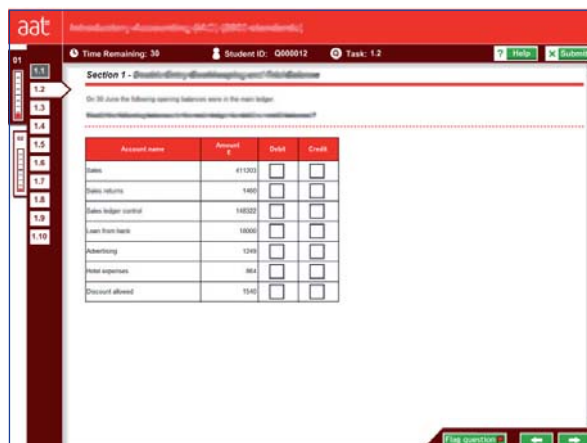 aat
Time Remaining: 30
Student ID: Q000012
Task: 1.2
Help
Submit
01
1.1
1.2
1.3
1.4
1.5
1.6
1.7
1.8
1.9
1.10
Section 1 -
On 30 June the following opening balances were in the main ledger.
Account name Amount £ Debit Credit
Sales 411203
Sales returns 1460
Sales ledger control 148322
Loan from bank
Advertising 1249
Hotel expenses 864
Discount allowed 1540
Flag question